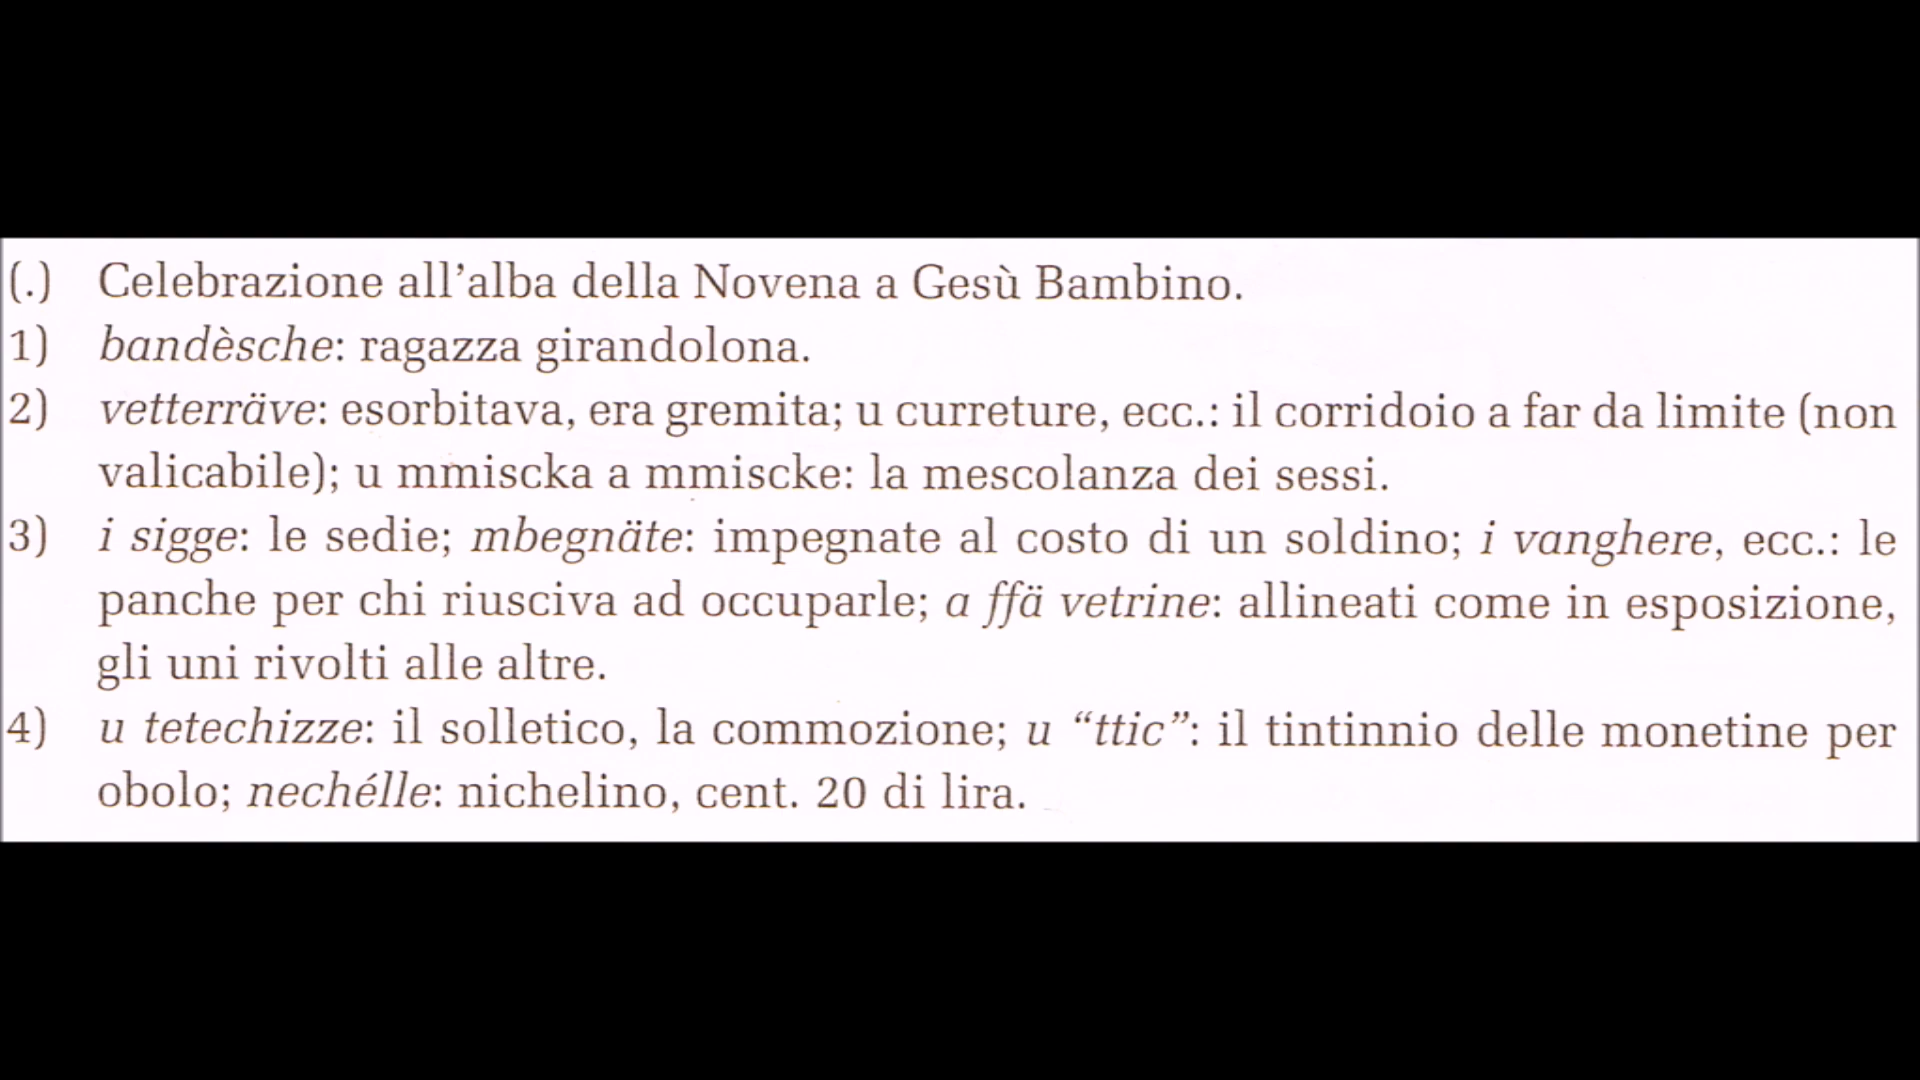 (.) Celebrazione all’alba della Novena a Gesù Bambino.
1) bandèsche: ragazza girandolona.
2) vetterräve: esorbitava, era gremita; u curreture, ecc.: il corridoio a far da limite (non
valicabile); u mmiscka a mmiscke: la mescolanza dei sessi.
3) i sigge: le sedie; mbegnäte: impegnate al costo di un soldino; i vanghere, ecc.: le
panche per chi riusciva ad occuparle; a ffä vetrine: allineati come in esposizione,
gli uni rivolti alle altre.
4) u tetechizze: il solletico, la commozione; u “ttic”: il tintinnio delle monetine per
obolo; nechélle: nichelino, cent. 20 di lira.